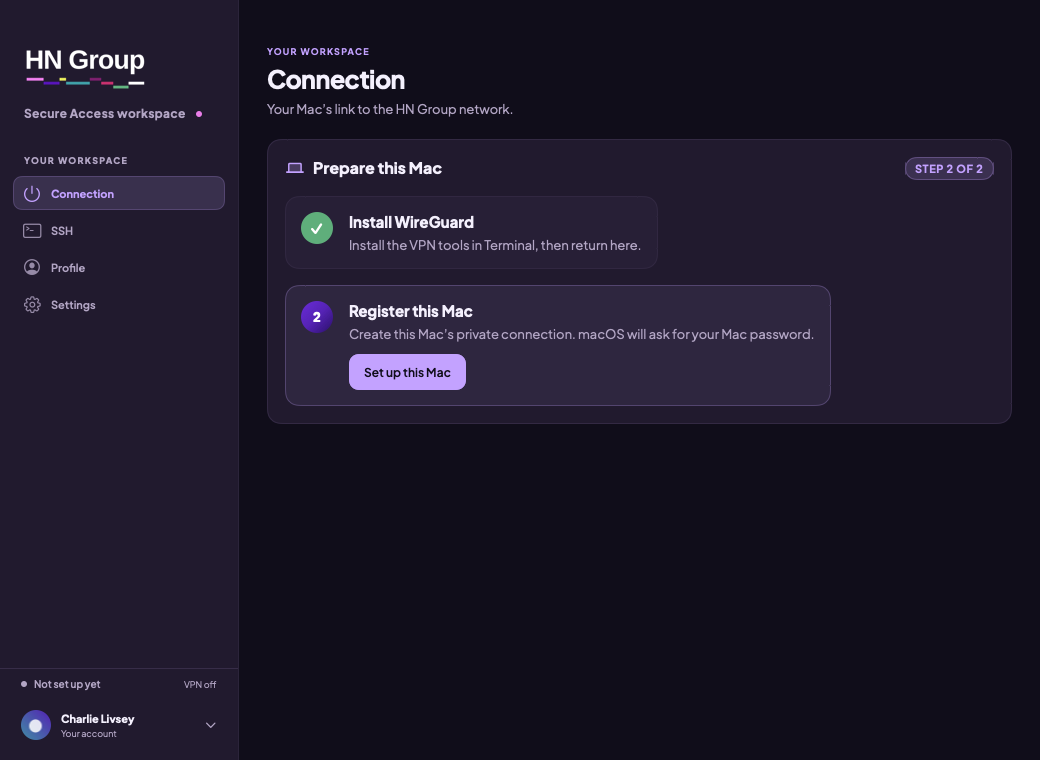 HN Group
Secure Access workspace
YOUR WORKSPACE
Connection
SSH
Profile
Settings
Not set up yet
VPN off
Charlie Livsey
Your account
YOUR WORKSPACE
Connection
Your Mac's link to the HN Group network.
Prepare this Mac
STEP 2 OF 2
Install WireGuard
Install the VPN tools in Terminal, then return here.
2
Register this Mac
Create this Mac's private connection. macOS will ask for your Mac password.
Set up this Mac